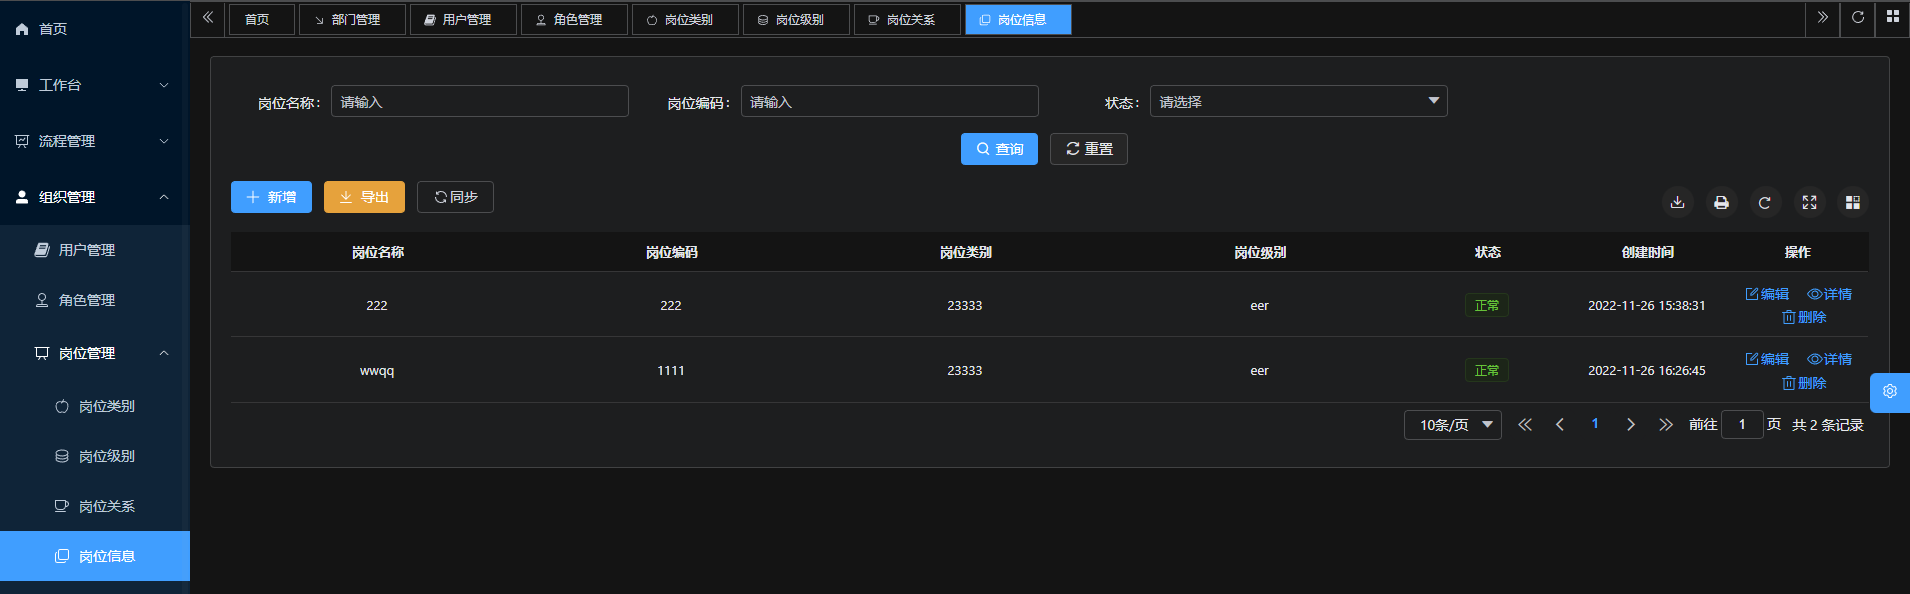 首页
工作台
流程管理
组织管理
用户管理
角色管理
岗位管理
岗位类别
岗位级别
岗位关系
岗位信息
首页 部门管理 用户管理 角色管理 岗位类别 岗位级别 岗位关系 岗位信息
岗位名称: 请输入 岗位编码: 请输入 状态: 请选择
查询 重置
新增 导出 同步
岗位名称 岗位编码 岗位类别 岗位级别 状态 创建时间 操作
222 222 23333 eer 正常 2022-11-26 15:38:31 编辑 详情
删除
wwqq 1111 23333 eer 正常 2022-11-26 16:26:45 编辑 详情
删除
10条/页 1 前往 1 页 共 2 条记录